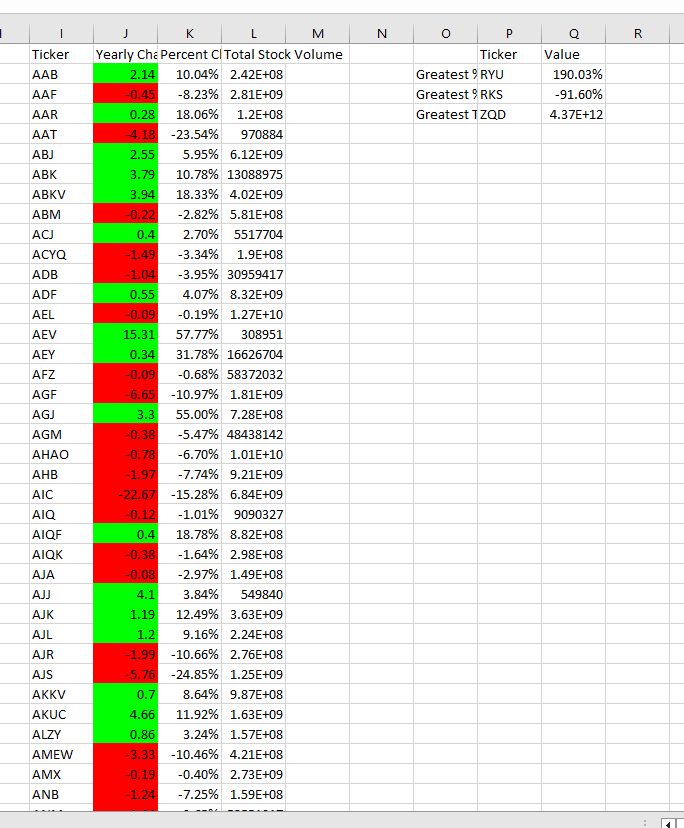 I J K L M N O P Q R
Ticker Yearly Cha Percent Cl Total Stock Volume Ticker Value
AAB 2.14 10.04% 2.42E+08 Greatest % RYU 190.03%
AAF -0.45 -8.23% 2.81E+09 Greatest % RKS -91.60%
AAR 0.28 18.06% 1.2E+08 Greatest T ZQD 4.37E+12
AAT -4.18 -23.54% 970884
ABJ 2.55 5.95% 6.12E+09
ABK 3.79 10.78% 13088975
ABKV 3.94 18.33% 4.02E+09
ABM -0.22 -2.82% 5.81E+08
ACJ 0.4 2.70% 5517704
ACYQ -1.49 -3.34% 1.9E+08
ADB -1.04 -3.95% 30959417
ADF 0.55 4.07% 8.32E+09
AEL -0.09 -0.19% 1.27E+10
AEV 15.31 57.77% 308951
AEY 0.34 31.78% 16626704
AFZ -0.09 -0.68% 58372032
AGF -6.65 -10.97% 1.81E+09
AGJ 3.3 55.00% 7.28E+08
AGM -0.38 -5.47% 48438142
AHAO -0.78 -6.70% 1.01E+10
AHB -1.97 -7.74% 9.21E+09
AIC -22.67 -15.28% 6.84E+09
AIQ -0.12 -1.01% 9090327
AIQF 0.4 18.78% 8.82E+08
AIQK -0.38 -1.64% 2.98E+08
AJA -0.08 -2.97% 1.49E+08
AJJ 4.1 3.84% 549840
AJK 1.19 12.49% 3.63E+09
AJL 1.2 9.16% 2.24E+08
AJR -1.99 -10.66% 2.76E+08
AJS -5.76 -24.85% 1.25E+09
AKKV 0.7 8.64% 9.87E+08
AKUC 4.66 11.92% 1.63E+09
ALZY 0.86 3.24% 1.57E+08
AMEW -3.33 -10.46% 4.21E+08
AMX -0.19 -0.40% 2.73E+09
ANB -1.24 -7.25% 1.59E+08